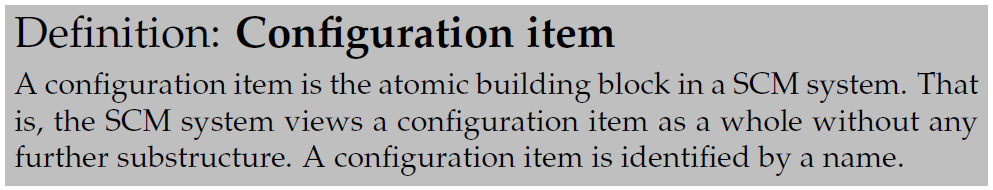 Definition: Configuration item
A configuration item is the atomic building block in a SCM system. That
is, the SCM system views a configuration item as a whole without any
further substructure. A configuration item is identified by a name.